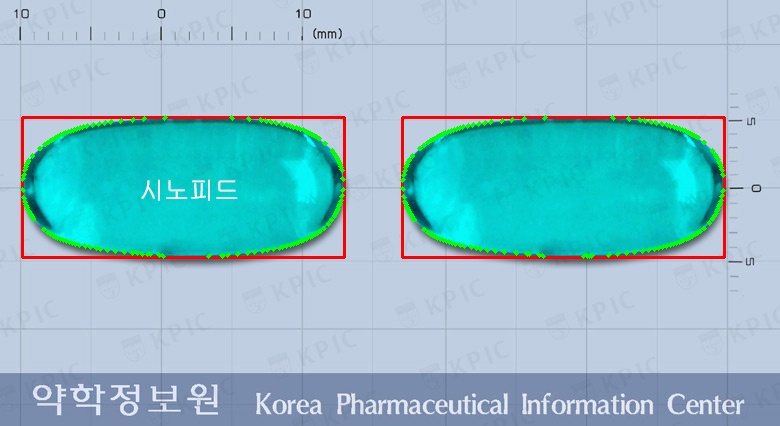 10 0 10
(mm)
KPIC
시노피드
5
0
5
약학정보원 Korea Pharmaceutical Information Center